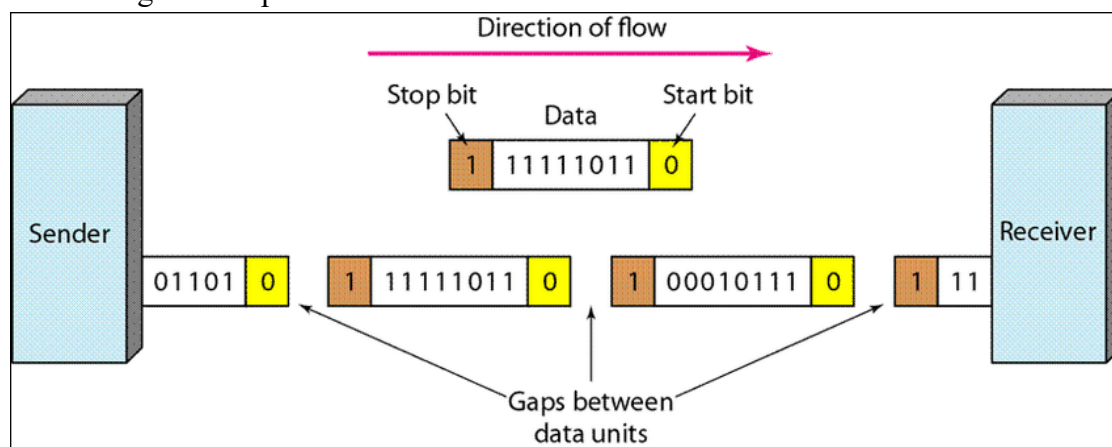 Direction of flow
Stop bit
Data
Start bit
1 11111011 0
Sender
Receiver
01101 0
1 11111011 0
1 00010111 0
1 11
Gaps between
data units